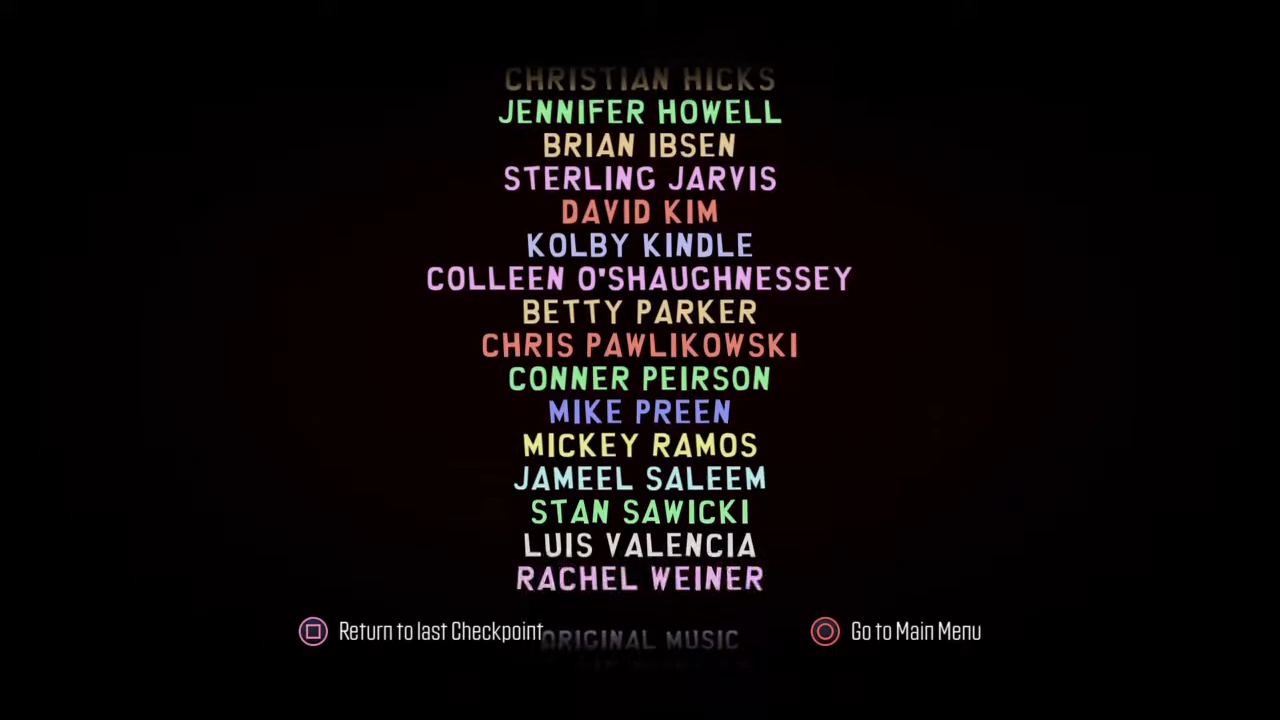 CHRISTIAN HICKS
JENNIFER HOWELL
BRIAN IBSEN
STERLING JARVIS
DAVID KIM
KOLBY KINDLE
COLLEEN O'SHAUGHNESSEY
BETTY PARKER
CHRIS PAWLIKOWSKI
CONNER PEIRSON
MIKE PREEN
MICKEY RAMOS
JAMEEL SALEEM
STAN SAWICKI
LUIS VALENCIA
RACHEL WEINER
Return to last Checkpoint
ORIGINAL MUSIC
Go to Main Menu